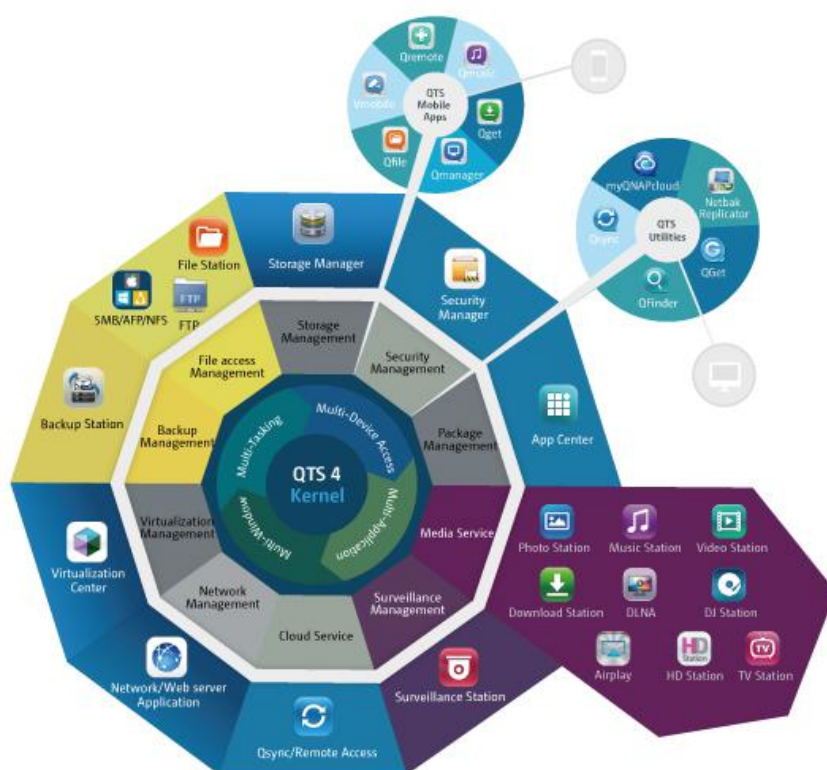 Qremote
Qmusic
Vmobile
QTS
Mobile
Apps
Qget
Qfile
Qmanager
myQNAPcloud
Netbak
Replicator
Qsync
QTS
Utilities
QGet
QFinder
File Station
Storage Manager
Security
Manager
SMB/AFP/NFS
FTP
FTP
Backup Station
App Center
Storage
Management
File access
Management
Security
Management
Backup
Management
Package
Management
Multi-Tasking
Multi-Device Access
QTS 4
Kernel
Multi-Window
Multi-Application
Virtualization
Management
Media Service
Network
Management
Surveillance
Management
Cloud Service
Virtualization
Center
Network/Web server
Application
Qsync/Remote Access
Surveillance Station
Photo Station
Music Station
Video Station
Download Station
DLNA
DJ Station
HD
Station
TV
Airplay
HD Station
TV Station